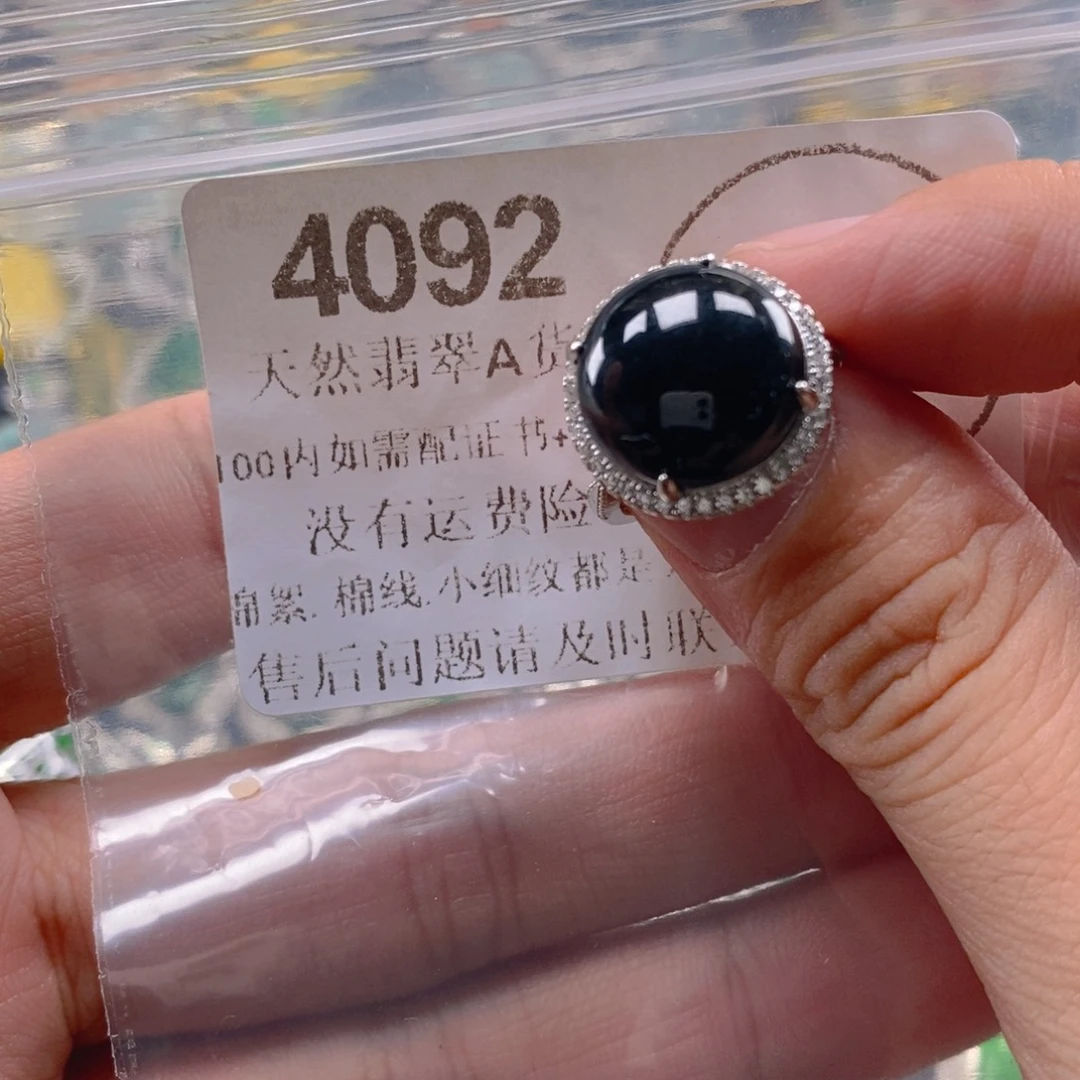 4092
天然翡翠A货
100内如需配证书+
没有运费险
棉絮.棉线.小细纹都是
售后问题请及时联